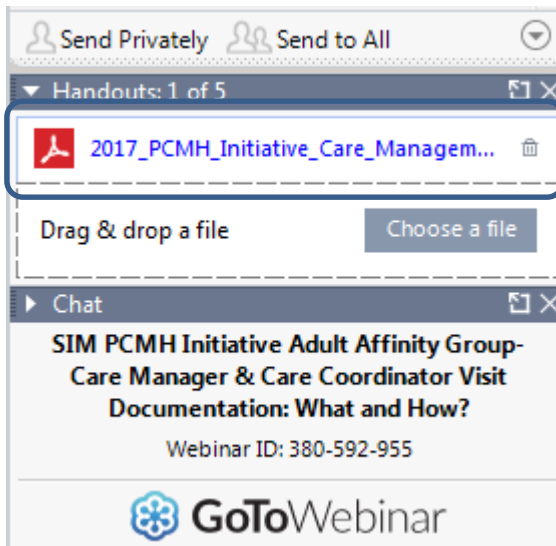 Send Privately Send to All
Handouts: 1 of 5
2017_PCMH_Initiative_Care_Managem...
Drag & drop a file Choose a file
Chat
SIM PCMH Initiative Adult Affinity Group-
Care Manager & Care Coordinator Visit
Documentation: What and How?
Webinar ID: 380-592-955
GoToWebinar